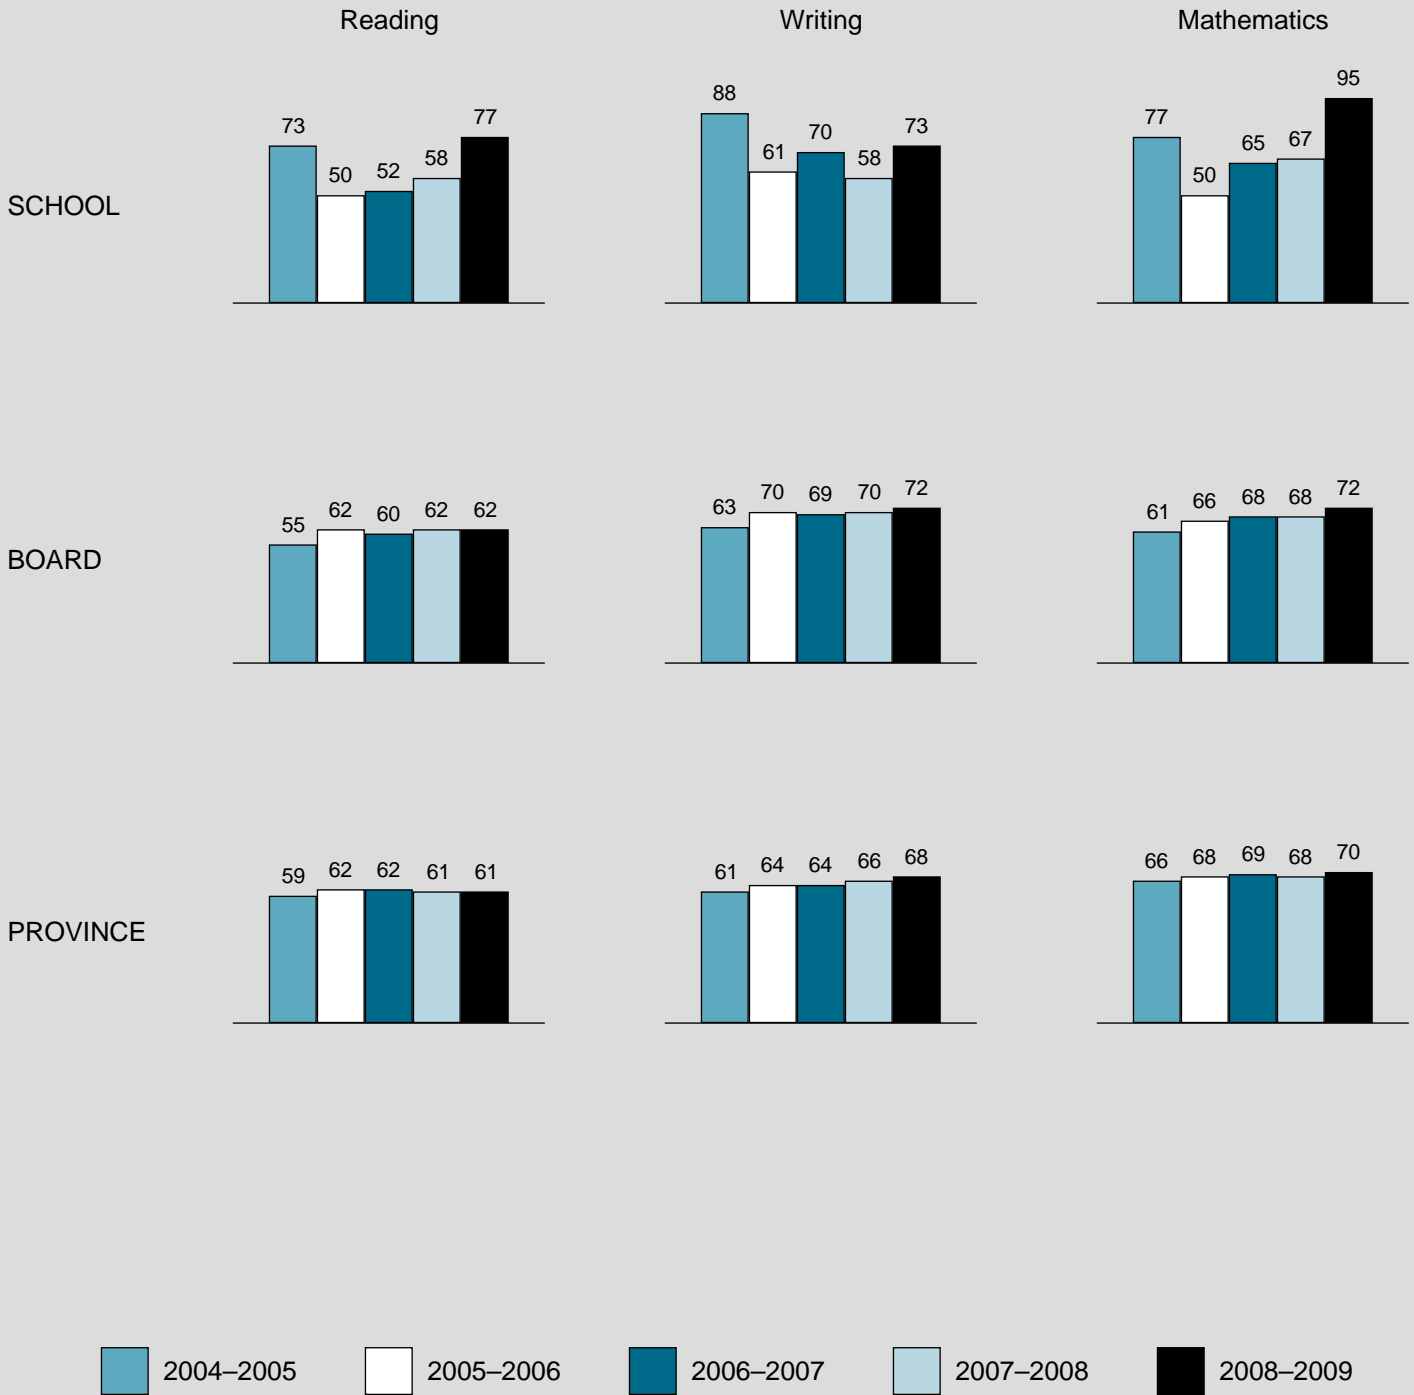 Reading Writing Mathematics
SCHOOL
73 50 52 58 77
88 61 70 58 73
77 50 65 67 95
BOARD
55 62 60 62 62
63 70 69 70 72
61 66 68 68 72
PROVINCE
59 62 62 61 61
61 64 64 66 68
66 68 69 68 70
2004–2005 2005–2006 2006–2007 2007–2008 2008–2009